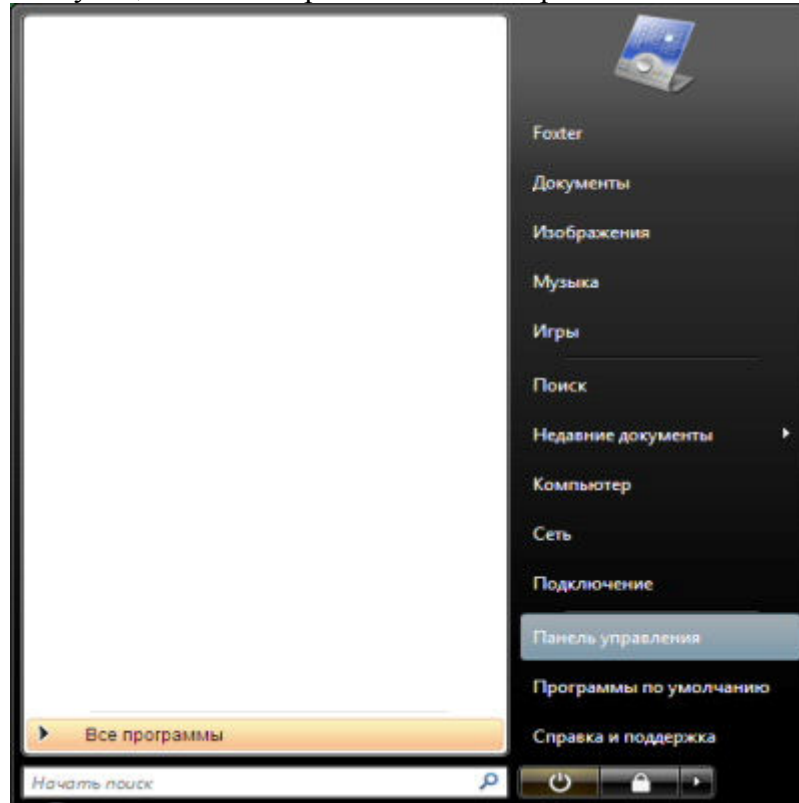 Foxter
Документы
Изображения
Музыка
Игры
Поиск
Недавние документы
Компьютер
Сеть
Подключение
Панель управления
Программы по умолчанию
Справка и поддержка
Все программы
Начать поиск